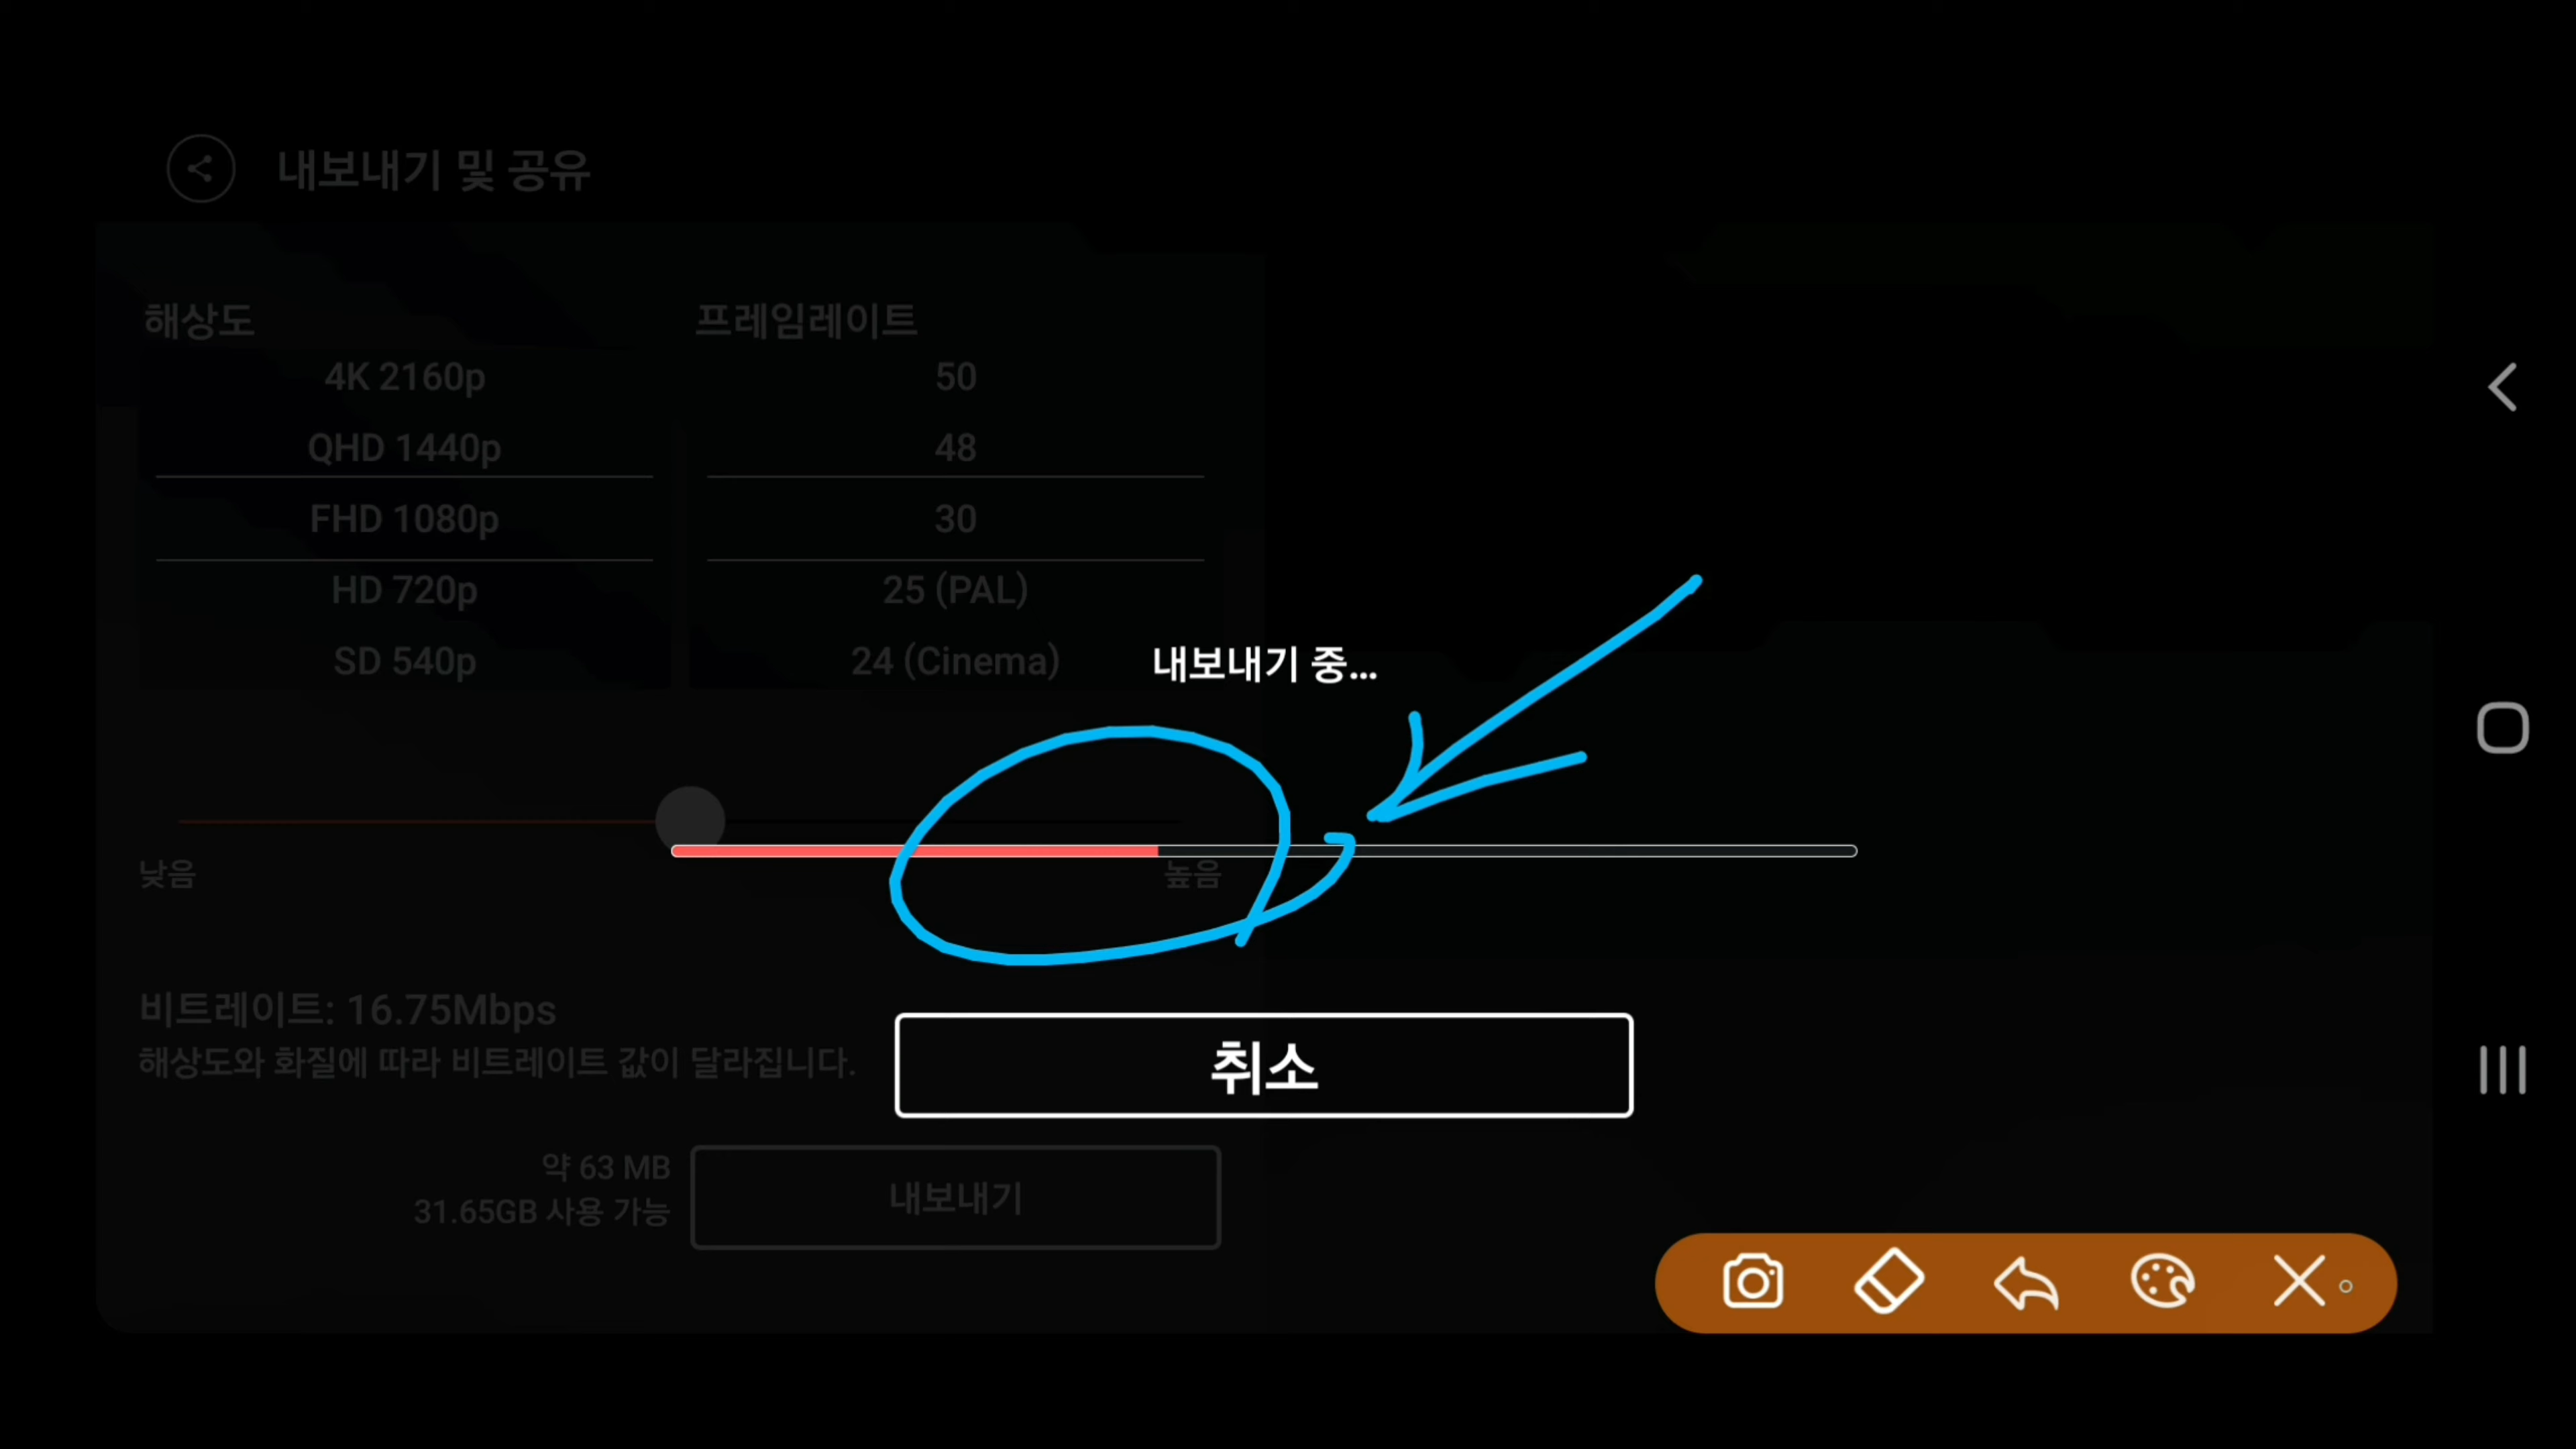 내보내기 및 공유
해상도
4K 2160p
QHD 1440p
FHD 1080p
HD 720p
SD 540p
프레임레이트
50
48
30
25 (PAL)
24 (Cinema)
내보내기 중...
낮음
높음
비트레이트: 16.75Mbps
해상도와 화질에 따라 비트레이트 값이 달라집니다.
취소
약 63 MB
31.65GB 사용 가능
내보내기